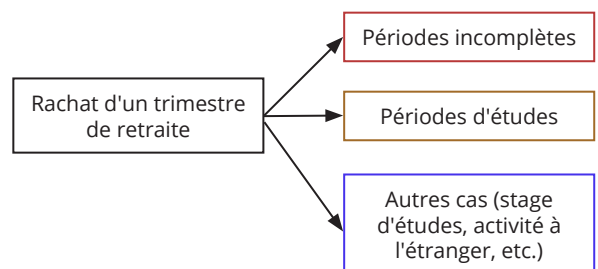 Périodes incomplètes
Rachat d'un trimestre
de retraite
Périodes d'études
Autres cas (stage
d'études, activité à
l'étranger, etc.)